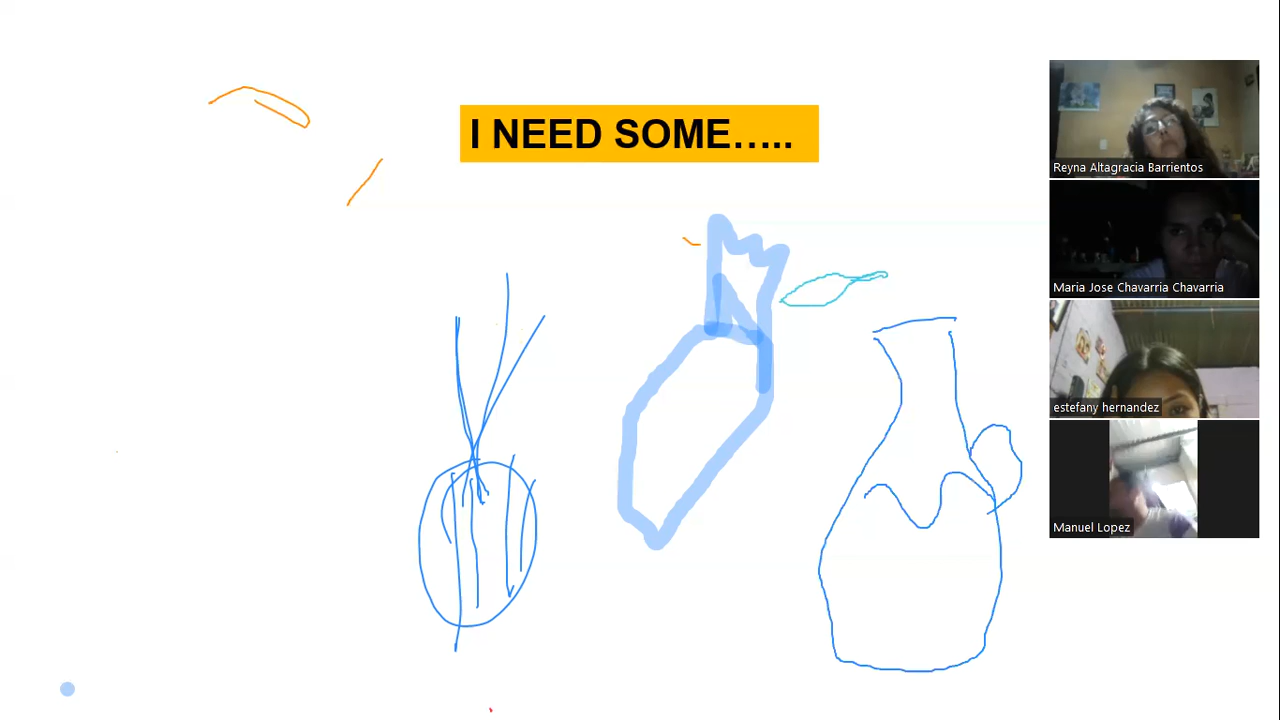 I NEED SOME.....
Reyna Altagracia Barrientos
Maria Jose Chavarria Chavarria
estefany hernandez
Manuel Lopez